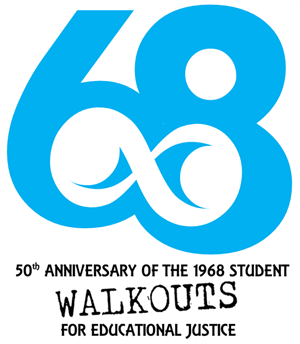 68
50th ANNIVERSARY OF THE 1968 STUDENT
WALKOUTS
FOR EDUCATIONAL JUSTICE